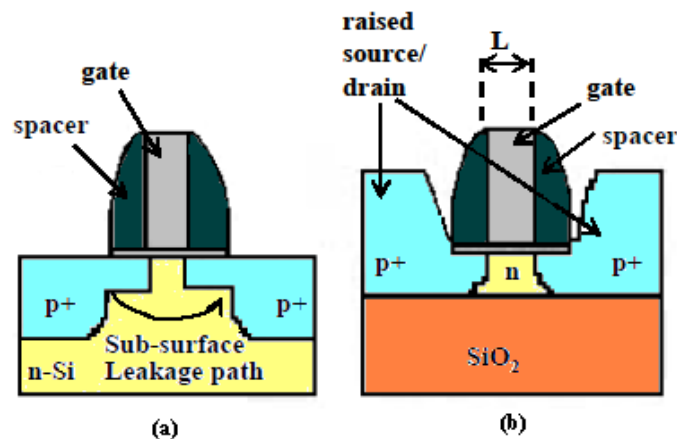 gate
spacer
p+
p+
n-Si
Sub-surface
Leakage path
(a)
raised
source/
drain
L
gate
spacer
p+
n
p+
SiO₂
(b)